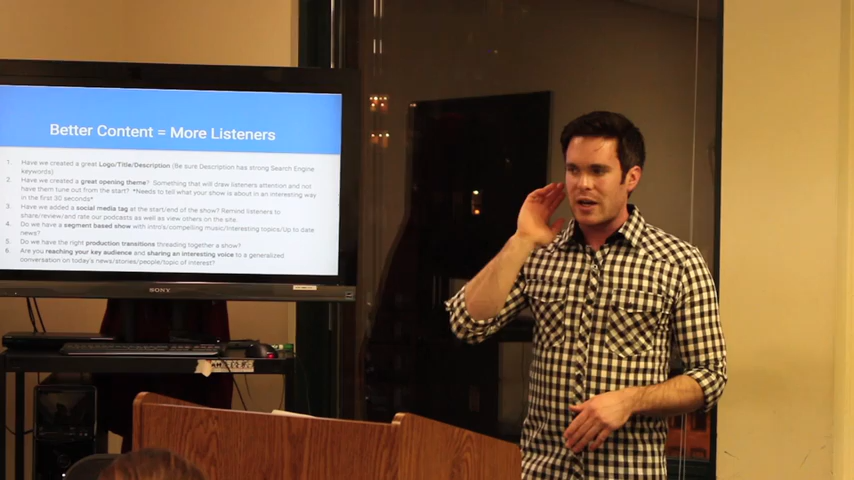 Better Content = More Listeners
1. Have we created a great Logo/Title/Description (Be sure Description has strong Search Engine
keywords)
2. Have we created a great opening theme? Something that will draw listeners attention and not
have them tune out from the start? *Needs to tell what your show is about in an interesting way
in the first 30 seconds*
3. Have we added a social media tag at the start/end of the show? Remind listeners to
share/review/and rate our podcasts as well as view others on the site
4. Do we have a segment based show with intro's/compelling music/interesting topics/Up to date
news?
5. Do we have the right production transitions threading together a show?
6. Are you reaching your key audience and sharing an interesting voice to a generalized
conversation on today's news/stories/people/topic of interest?
SONY